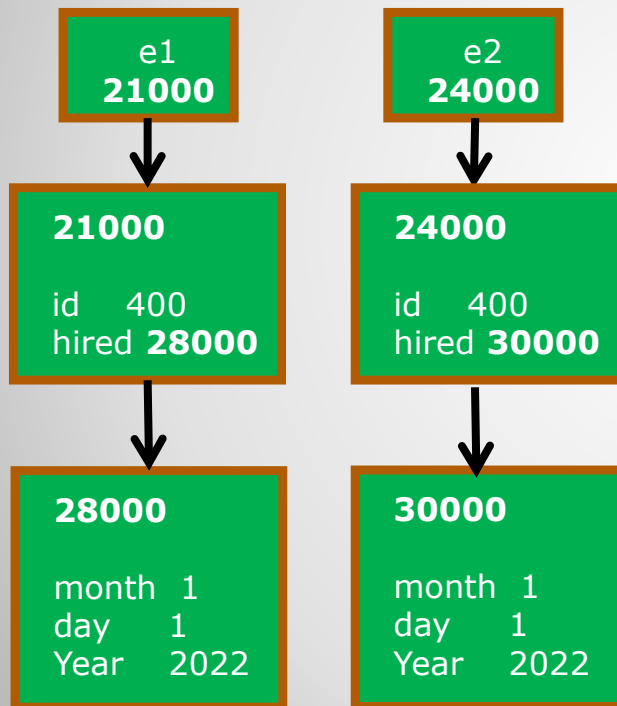 e1
21000
e2
24000
21000
id 400
hired 28000
24000
id 400
hired 30000
28000
month 1
day 1
Year 2022
30000
month 1
day 1
Year 2022